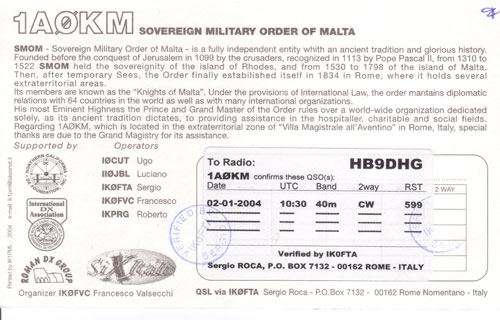 1AØKM
SOVEREIGN MILITARY ORDER OF MALTA
SMOM - Sovereign Military Order of Malta - is a fully independent entity whith an ancient tradition and glorious history.
Founded before the conquest of Jerusalem in 1099 by the crusaders, recognized in 1113 by Pope Pascal II, from 1310 to
1522 SMOM held the sovereignity of the island of Rhodes, and from 1530 to 1798 of the island of Malta.
Then, after temporary Sees, the Order finally established itself in 1834 in Rome, where it holds several
extraterritorial areas.
Its members are known as the "Knights of Malta". Under the provisions of International Law, the order mantains diplomatic
relations with 64 countries in the world as well as with many international organizations.
His most Eminent Highness the Prince and Grand Master of the Order rules over a world-wide organization dedicated
solely, as its ancient tradition dictates, to providing assistance in the hospitaller, charitable and social fields.
Regarding 1AØKM, which is located in the extraterritorial zone of "Villa Magistrale all'Aventino" in Rome, Italy, special
thanks are due to the Grand Magistry for its assistance.
Supported by Operators
IØCUT Ugo
IØJBL Luciano
IKØFTA Sergio
IKØFVC Francesco
IKPRG Roberto
NORTHERN CALIFORNIA
International
DX
Association
ROMAN DX GROUP
SiXItalia
Organizer IKØFVC Francesco Valsecchi
To Radio: HB9DHG
1AØKM confirms these QSO(s):
Date UTC Band 2way RST
02-01-2004 10:30 40m CW 599
Verified by IK0FTA
Sergio ROCA, P.O. BOX 7132 - 00162 ROME - ITALY
2 WAY
VERIFIED BY
SERGIO
QSL via IKØFTA Sergio Roca - P.O.Box 7132 - 00162 Rome Nomentano - Italy